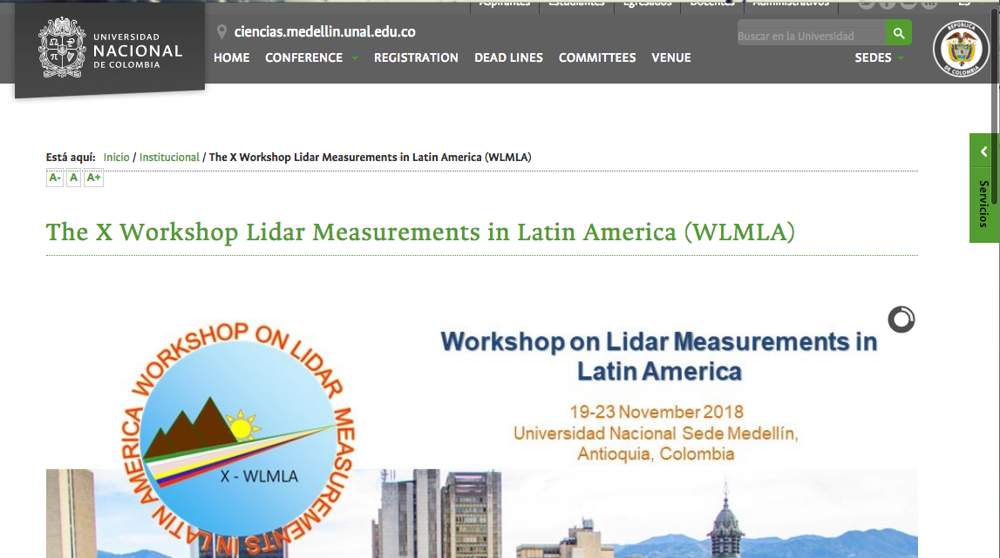 Aspirantes Estudiantes Egresados Docentes Administrativos ES
UNIVERSIDAD
NACIONAL
DE COLOMBIA
ciencias.medellin.unal.edu.co
Buscar en la Universidad
HOME CONFERENCE REGISTRATION DEAD LINES COMMITTEES VENUE SEDES
REPUBLICA
DE COLOMBIA
Servicios
Está aquí: Inicio / Institucional / The X Workshop Lidar Measurements in Latin America (WLMLA)
A- A A+
The X Workshop Lidar Measurements in Latin America (WLMLA)
WORKSHOP ON LIDAR MEASUREMENTS IN LATIN AMERICA
X - WLMLA
Workshop on Lidar Measurements in
Latin America
19-23 November 2018
Universidad Nacional Sede Medellín,
Antioquia, Colombia